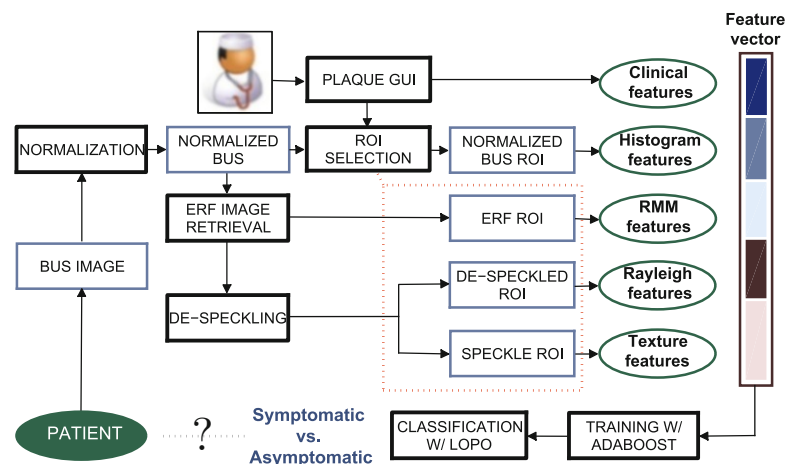 Feature
vector
PLAQUE GUI
Clinical
features
NORMALIZATION
NORMALIZED
BUS
ROI
SELECTION
NORMALIZED
BUS ROI
Histogram
features
ERF IMAGE
RETRIEVAL
ERF ROI
RMM
features
BUS IMAGE
DE−SPECKLED
ROI
Rayleigh
features
DE−SPECKLING
SPECKLE ROI
Texture
features
PATIENT
?
Symptomatic
vs.
Asymptomatic
CLASSIFICATION
W/ LOPO
TRAINING W/
ADABOOST